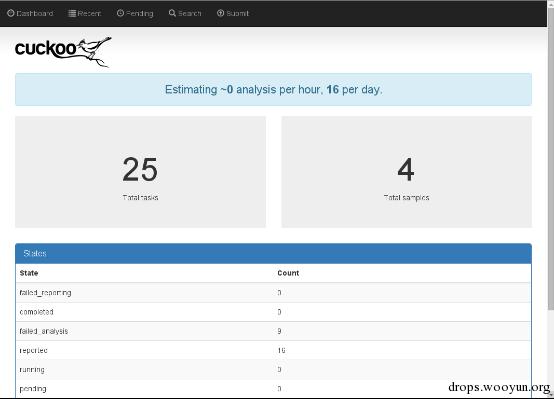 Dashboard Recent Pending Search Submit
cuckoo
Estimating ~0 analysis per hour, 16 per day.
25 4
Total tasks Total samples
States
State Count
failed_reporting 0
completed 0
failed_analysis 9
reported 16
running 0
pending 0
drops.wooyun.org